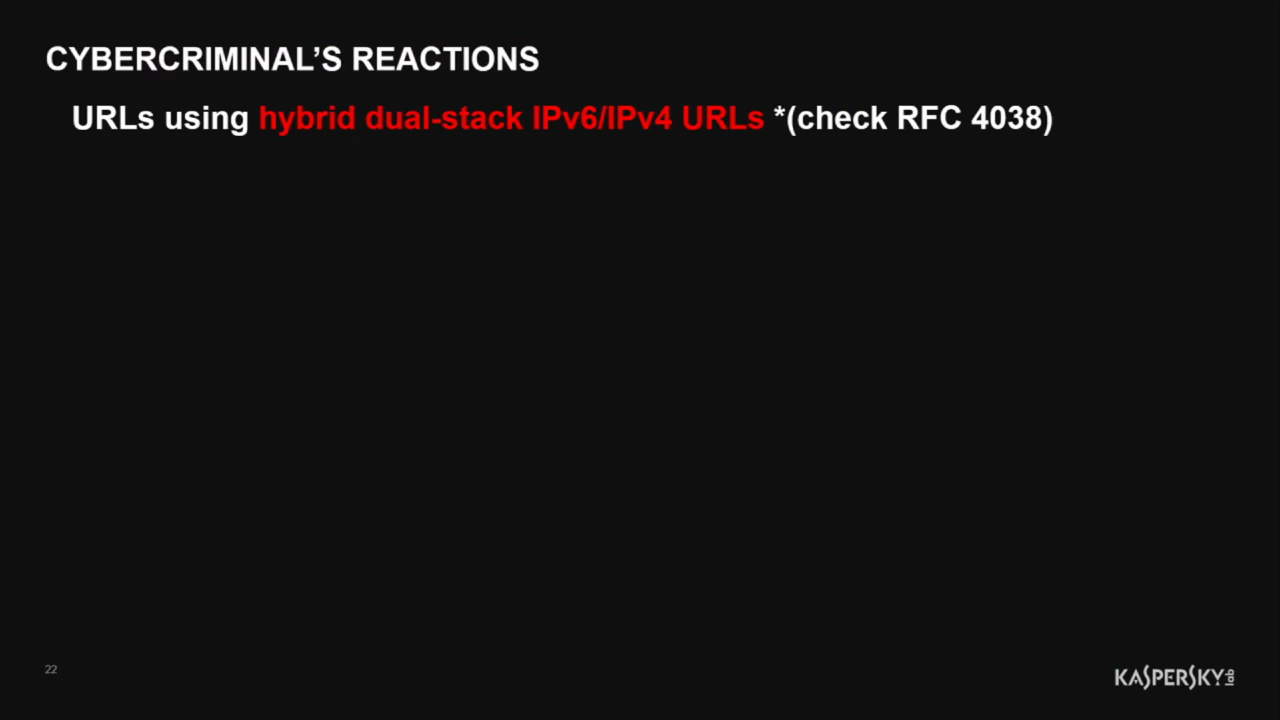 CYBERCRIMINAL’S REACTIONS
URLs using hybrid dual-stack IPv6/IPv4 URLs *(check RFC 4038)
22
KASPERSKY lab